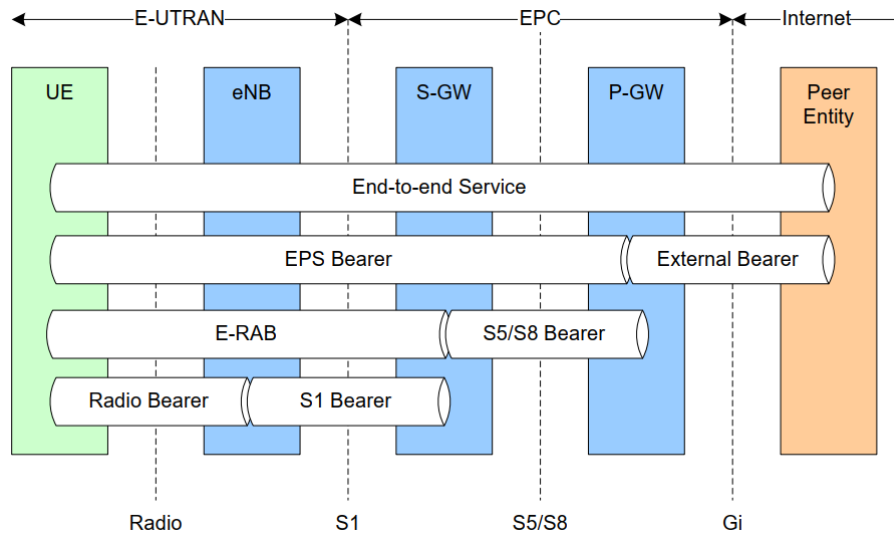 E-UTRAN EPC Internet
UE eNB S-GW P-GW Peer
Entity
End-to-end Service
EPS Bearer External Bearer
E-RAB S5/S8 Bearer
Radio Bearer S1 Bearer
Radio S1 S5/S8 Gi